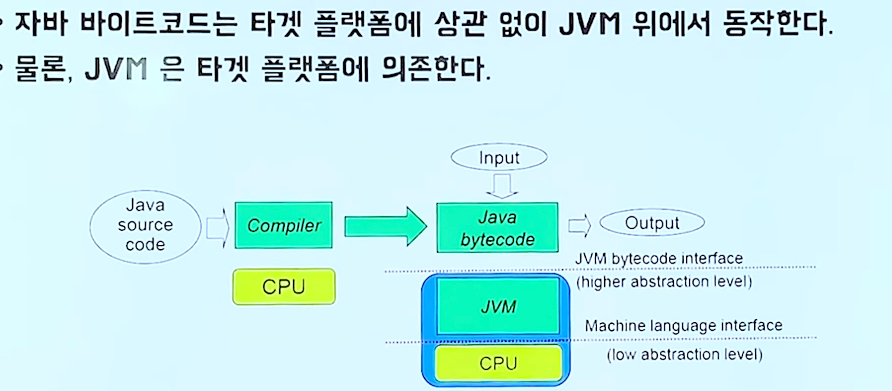 · 자바 바이트코드는 타겟 플랫폼에 상관 없이 JVM 위에서 동작한다.
· 물론, JVM 은 타겟 플랫폼에 의존한다.
Input
Java
source
code
Compiler
Java
bytecode
Output
JVM bytecode interface
(higher abstraction level)
CPU
JVM
Machine language interface
(low abstraction level)
CPU